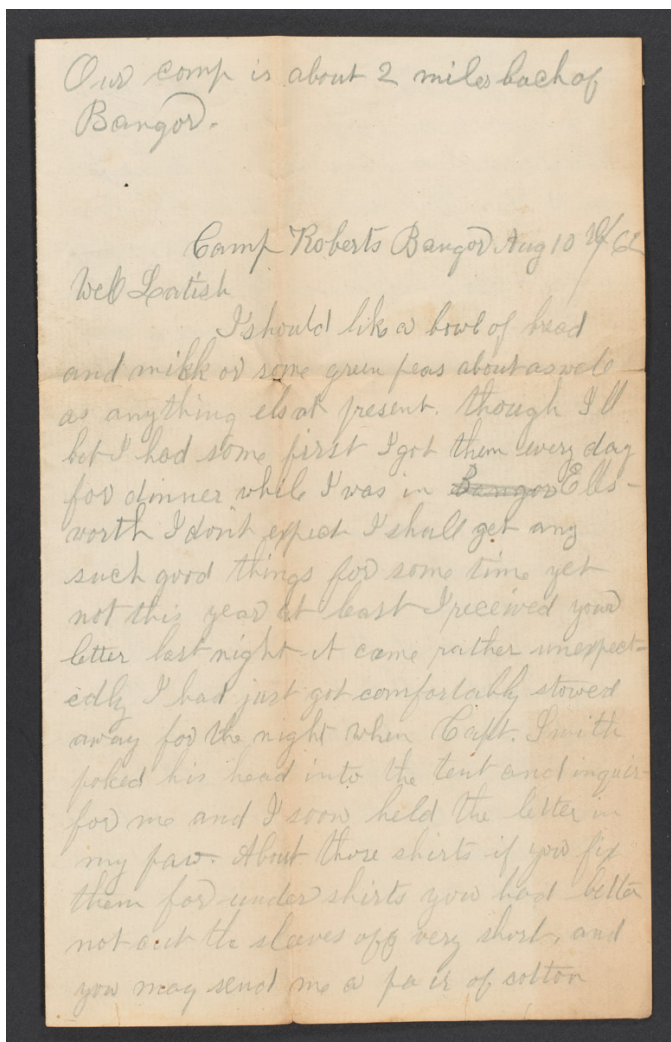 Our camp is about 2 miles back of
Bangor.
Camp Roberts Bangor Aug 10 th/62
Well Latish
I should like a bowl of bread
and milk or some green peas about as well
as anything els at present. though I'll
bet I had some first I got them every day
for dinner while I was in Bangor Ells-
worth I don't expect I shall get any
such good things for some time yet
not this year at least I received your
letter last night it came rather unexpect-
edly I had just got comfortably stowed
away for the night when Capt. Smith
poked his head into the tent and inquir-
for me and I soon held the letter in
my paw. About those shirts if you fix
them for under shirts you had better
not cut the sleeves off very short, and
you may send me a pair of cotton